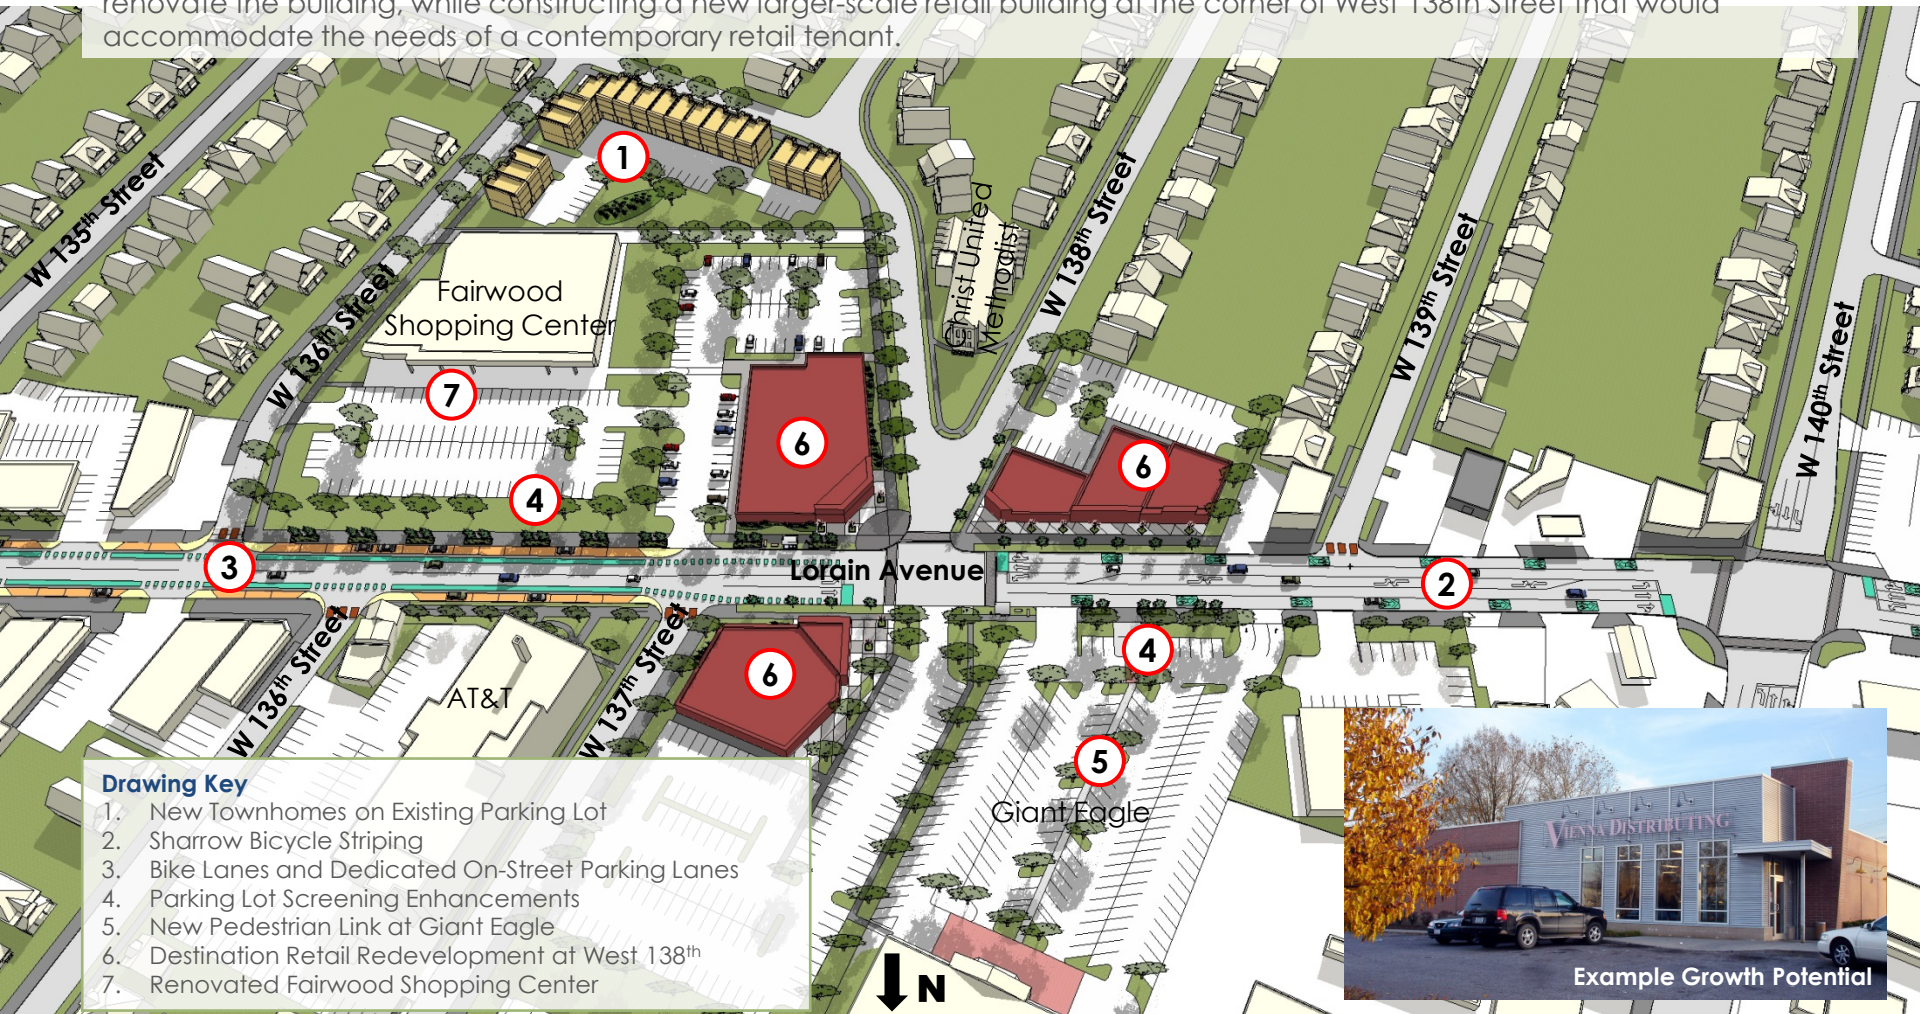 renovate the building, while constructing a new larger-scale retail building at the corner of West 138th Street that would
accommodate the needs of a contemporary retail tenant.
1
W 135th Street
Christ United
Methodist
W 138th Street
W 139th Street
W 140th Street
W 136th Street
Fairwood
Shopping Center
7
6
6
4
3
Lorain Avenue
2
W 136th Street
AT&T
W 137th Street
6
4
5
Giant Eagle
Drawing Key
1. New Townhomes on Existing Parking Lot
2. Sharrow Bicycle Striping
3. Bike Lanes and Dedicated On-Street Parking Lanes
4. Parking Lot Screening Enhancements
5. New Pedestrian Link at Giant Eagle
6. Destination Retail Redevelopment at West 138th
7. Renovated Fairwood Shopping Center
N
VIENNA DISTRIBUTING
Example Growth Potential